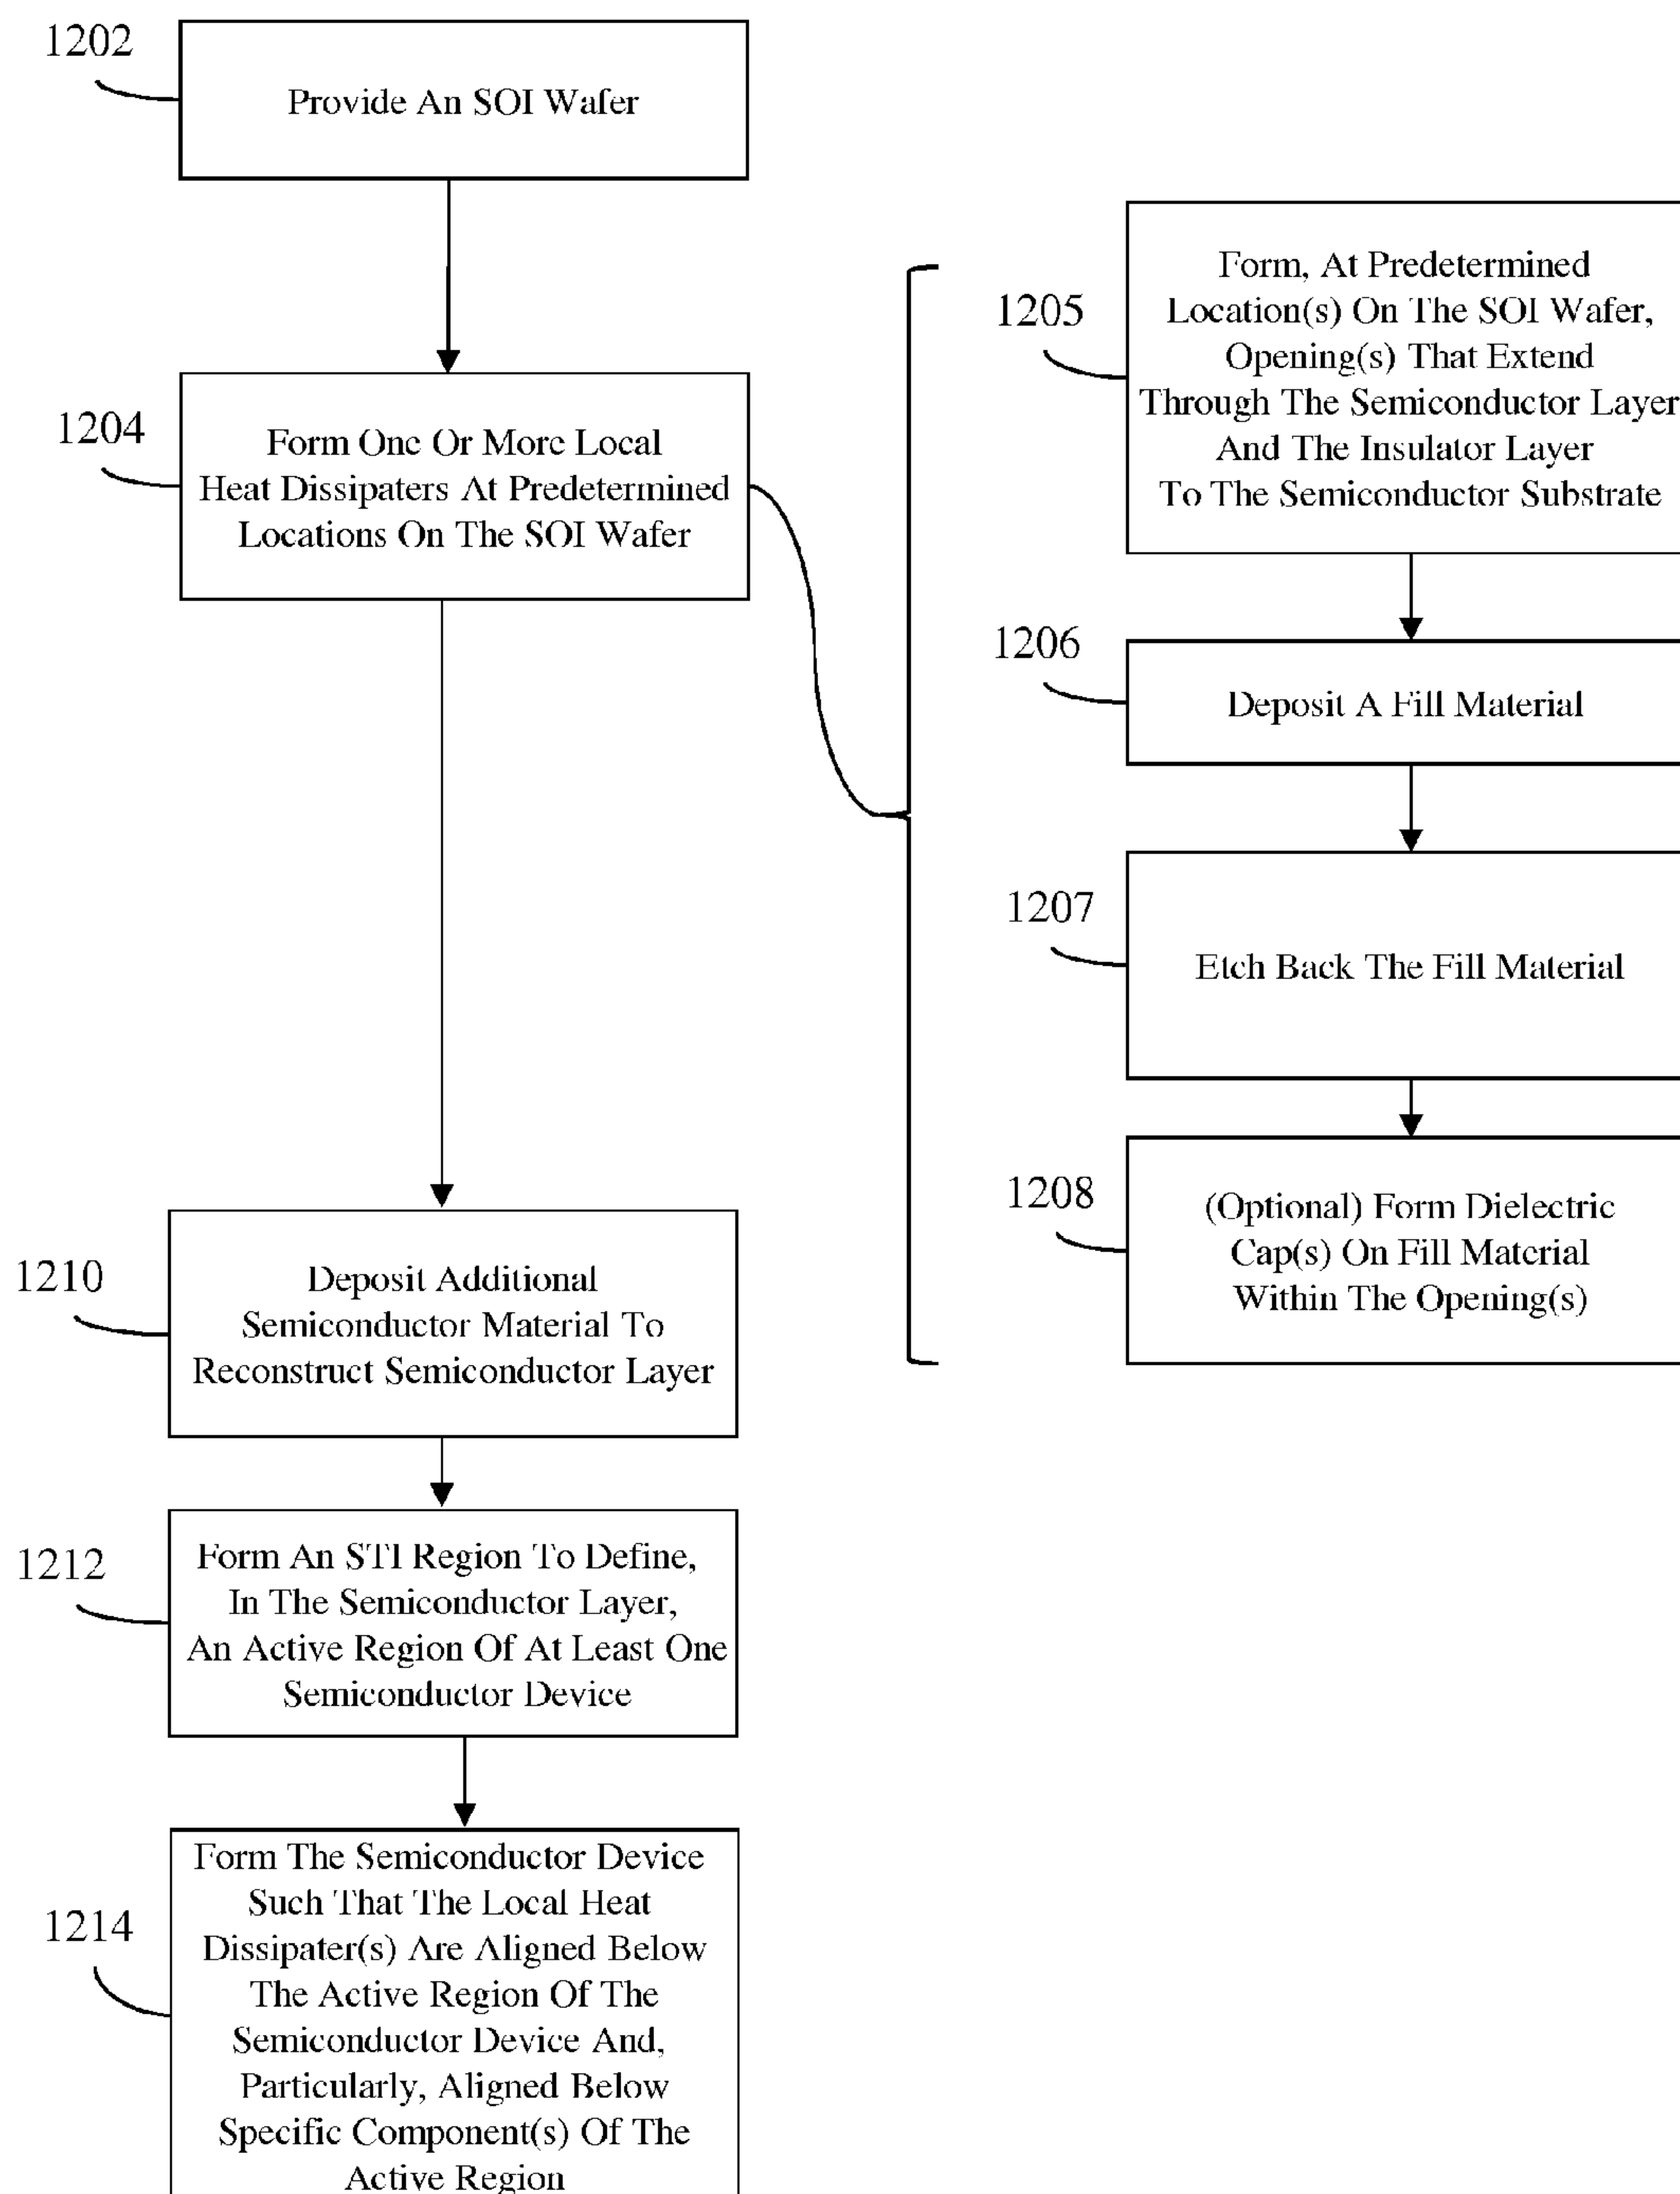 1202
Provide An SOI Wafer
1204
Form One Or More Local
Heat Dissipaters At Predetermined
Locations On The SOI Wafer
1205
Form, At Predetermined
Location(s) On The SOI Wafer,
Opening(s) That Extend
Through The Semiconductor Layer
And The Insulator Layer
To The Semiconductor Substrate
1206
Deposit A Fill Material
1207
Etch Back The Fill Material
1208
(Optional) Form Dielectric
Cap(s) On Fill Material
Within The Opening(s)
1210
Deposit Additional
Semiconductor Material To
Reconstruct Semiconductor Layer
1212
Form An STI Region To Define,
In The Semiconductor Layer,
An Active Region Of At Least One
Semiconductor Device
1214
Form The Semiconductor Device
Such That The Local Heat
Dissipater(s) Are Aligned Below
The Active Region Of The
Semiconductor Device And,
Particularly, Aligned Below
Specific Component(s) Of The
Active Region